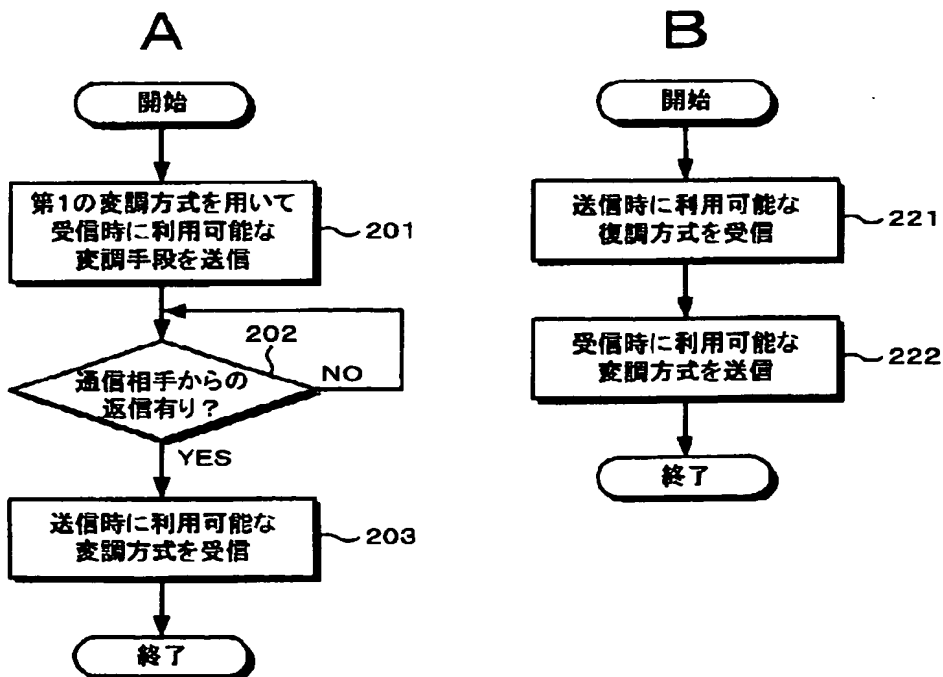 A
開始
第1の変調方式を用いて
受信時に利用可能な
変調手段を送信
201
202
通信相手からの
返信有り？
NO
YES
送信時に利用可能な
変調方式を受信
203
終了
B
開始
送信時に利用可能な
復調方式を受信
221
受信時に利用可能な
変調方式を送信
222
終了